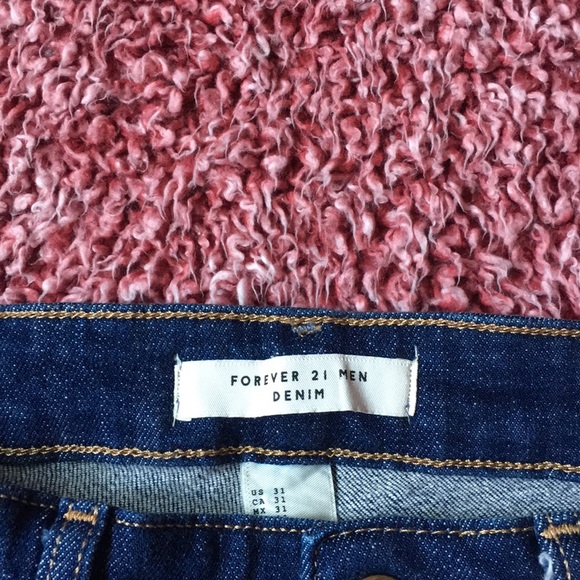 FOREVER 21 MEN
DENIM
US 31
CA 31
MX 31